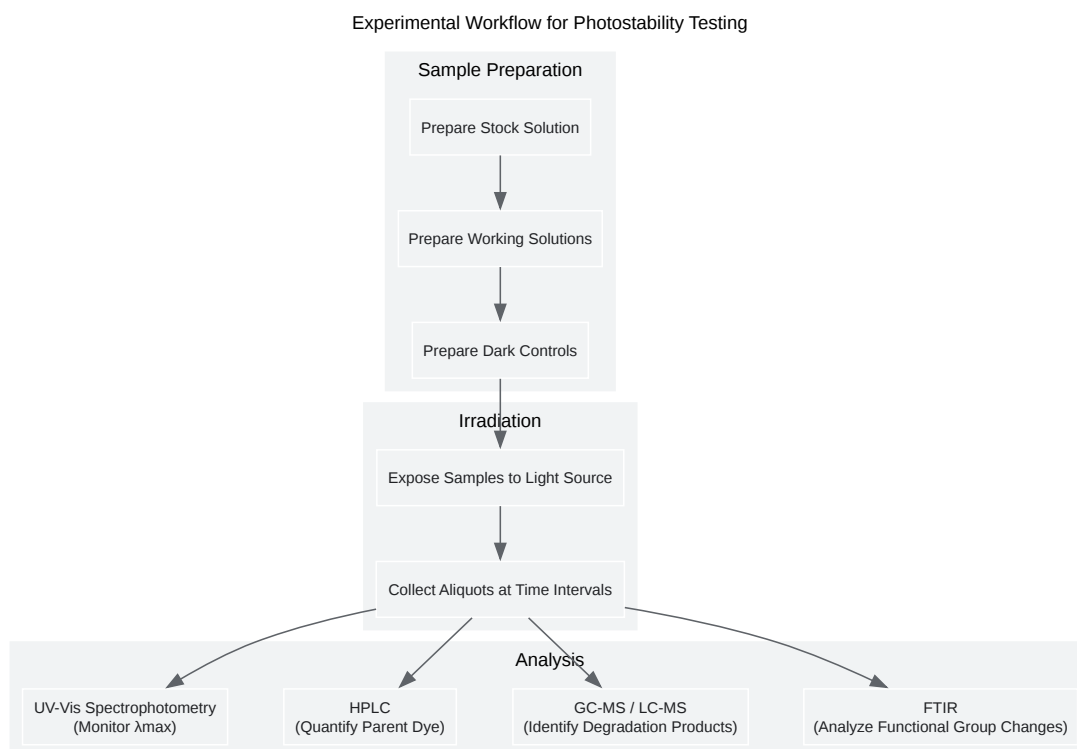 Experimental Workflow for Photostability Testing
Sample Preparation
Prepare Stock Solution
Prepare Working Solutions
Prepare Dark Controls
Irradiation
Expose Samples to Light Source
Collect Aliquots at Time Intervals
Analysis
UV-Vis Spectrophotometry
(Monitor λmax)
HPLC
(Quantify Parent Dye)
GC-MS / LC-MS
(Identify Degradation Products)
FTIR
(Analyze Functional Group Changes)